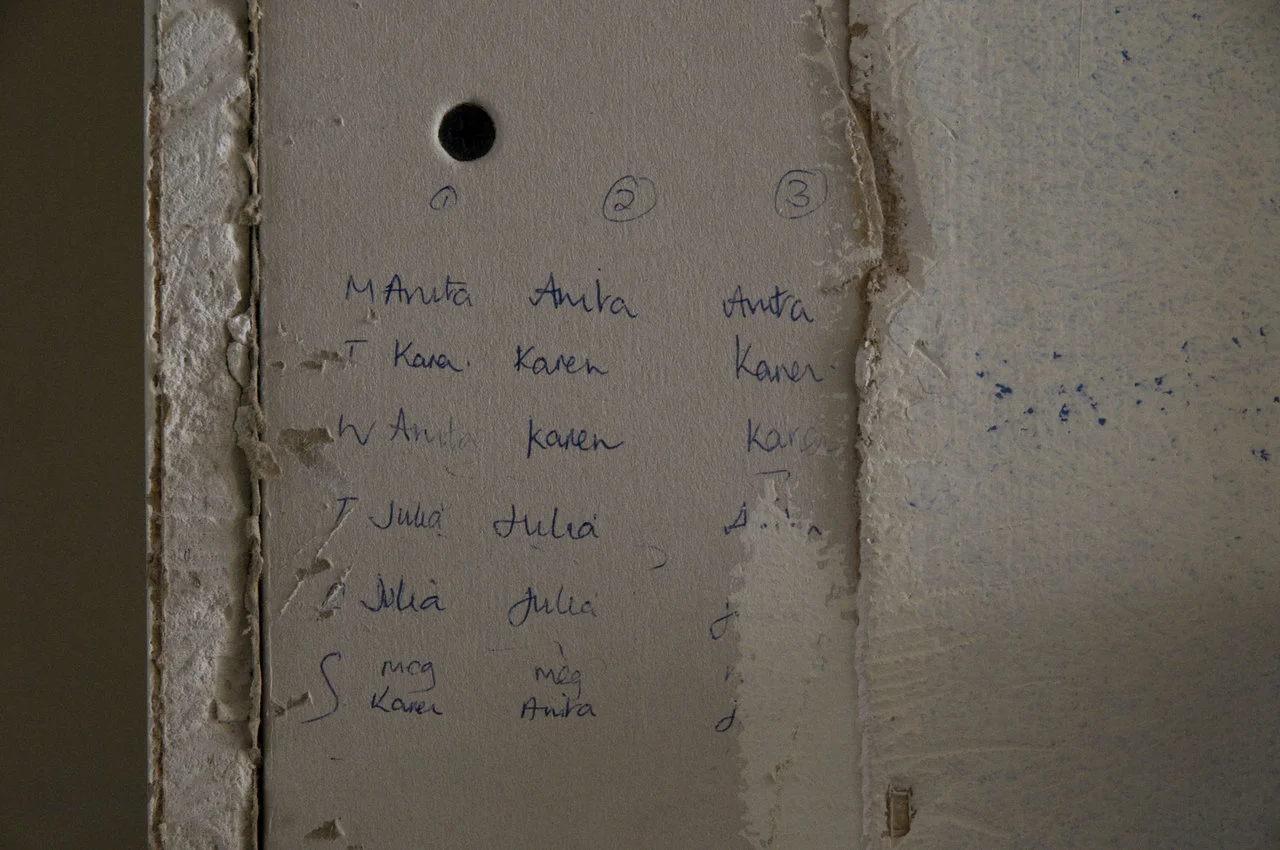 ① ② ③
M Anita Anita Anita
T Kara. Karen Karen
W Anita Karen Kare
T Julia Julia
Julia Julia j
S meg meg
Karen Anita J